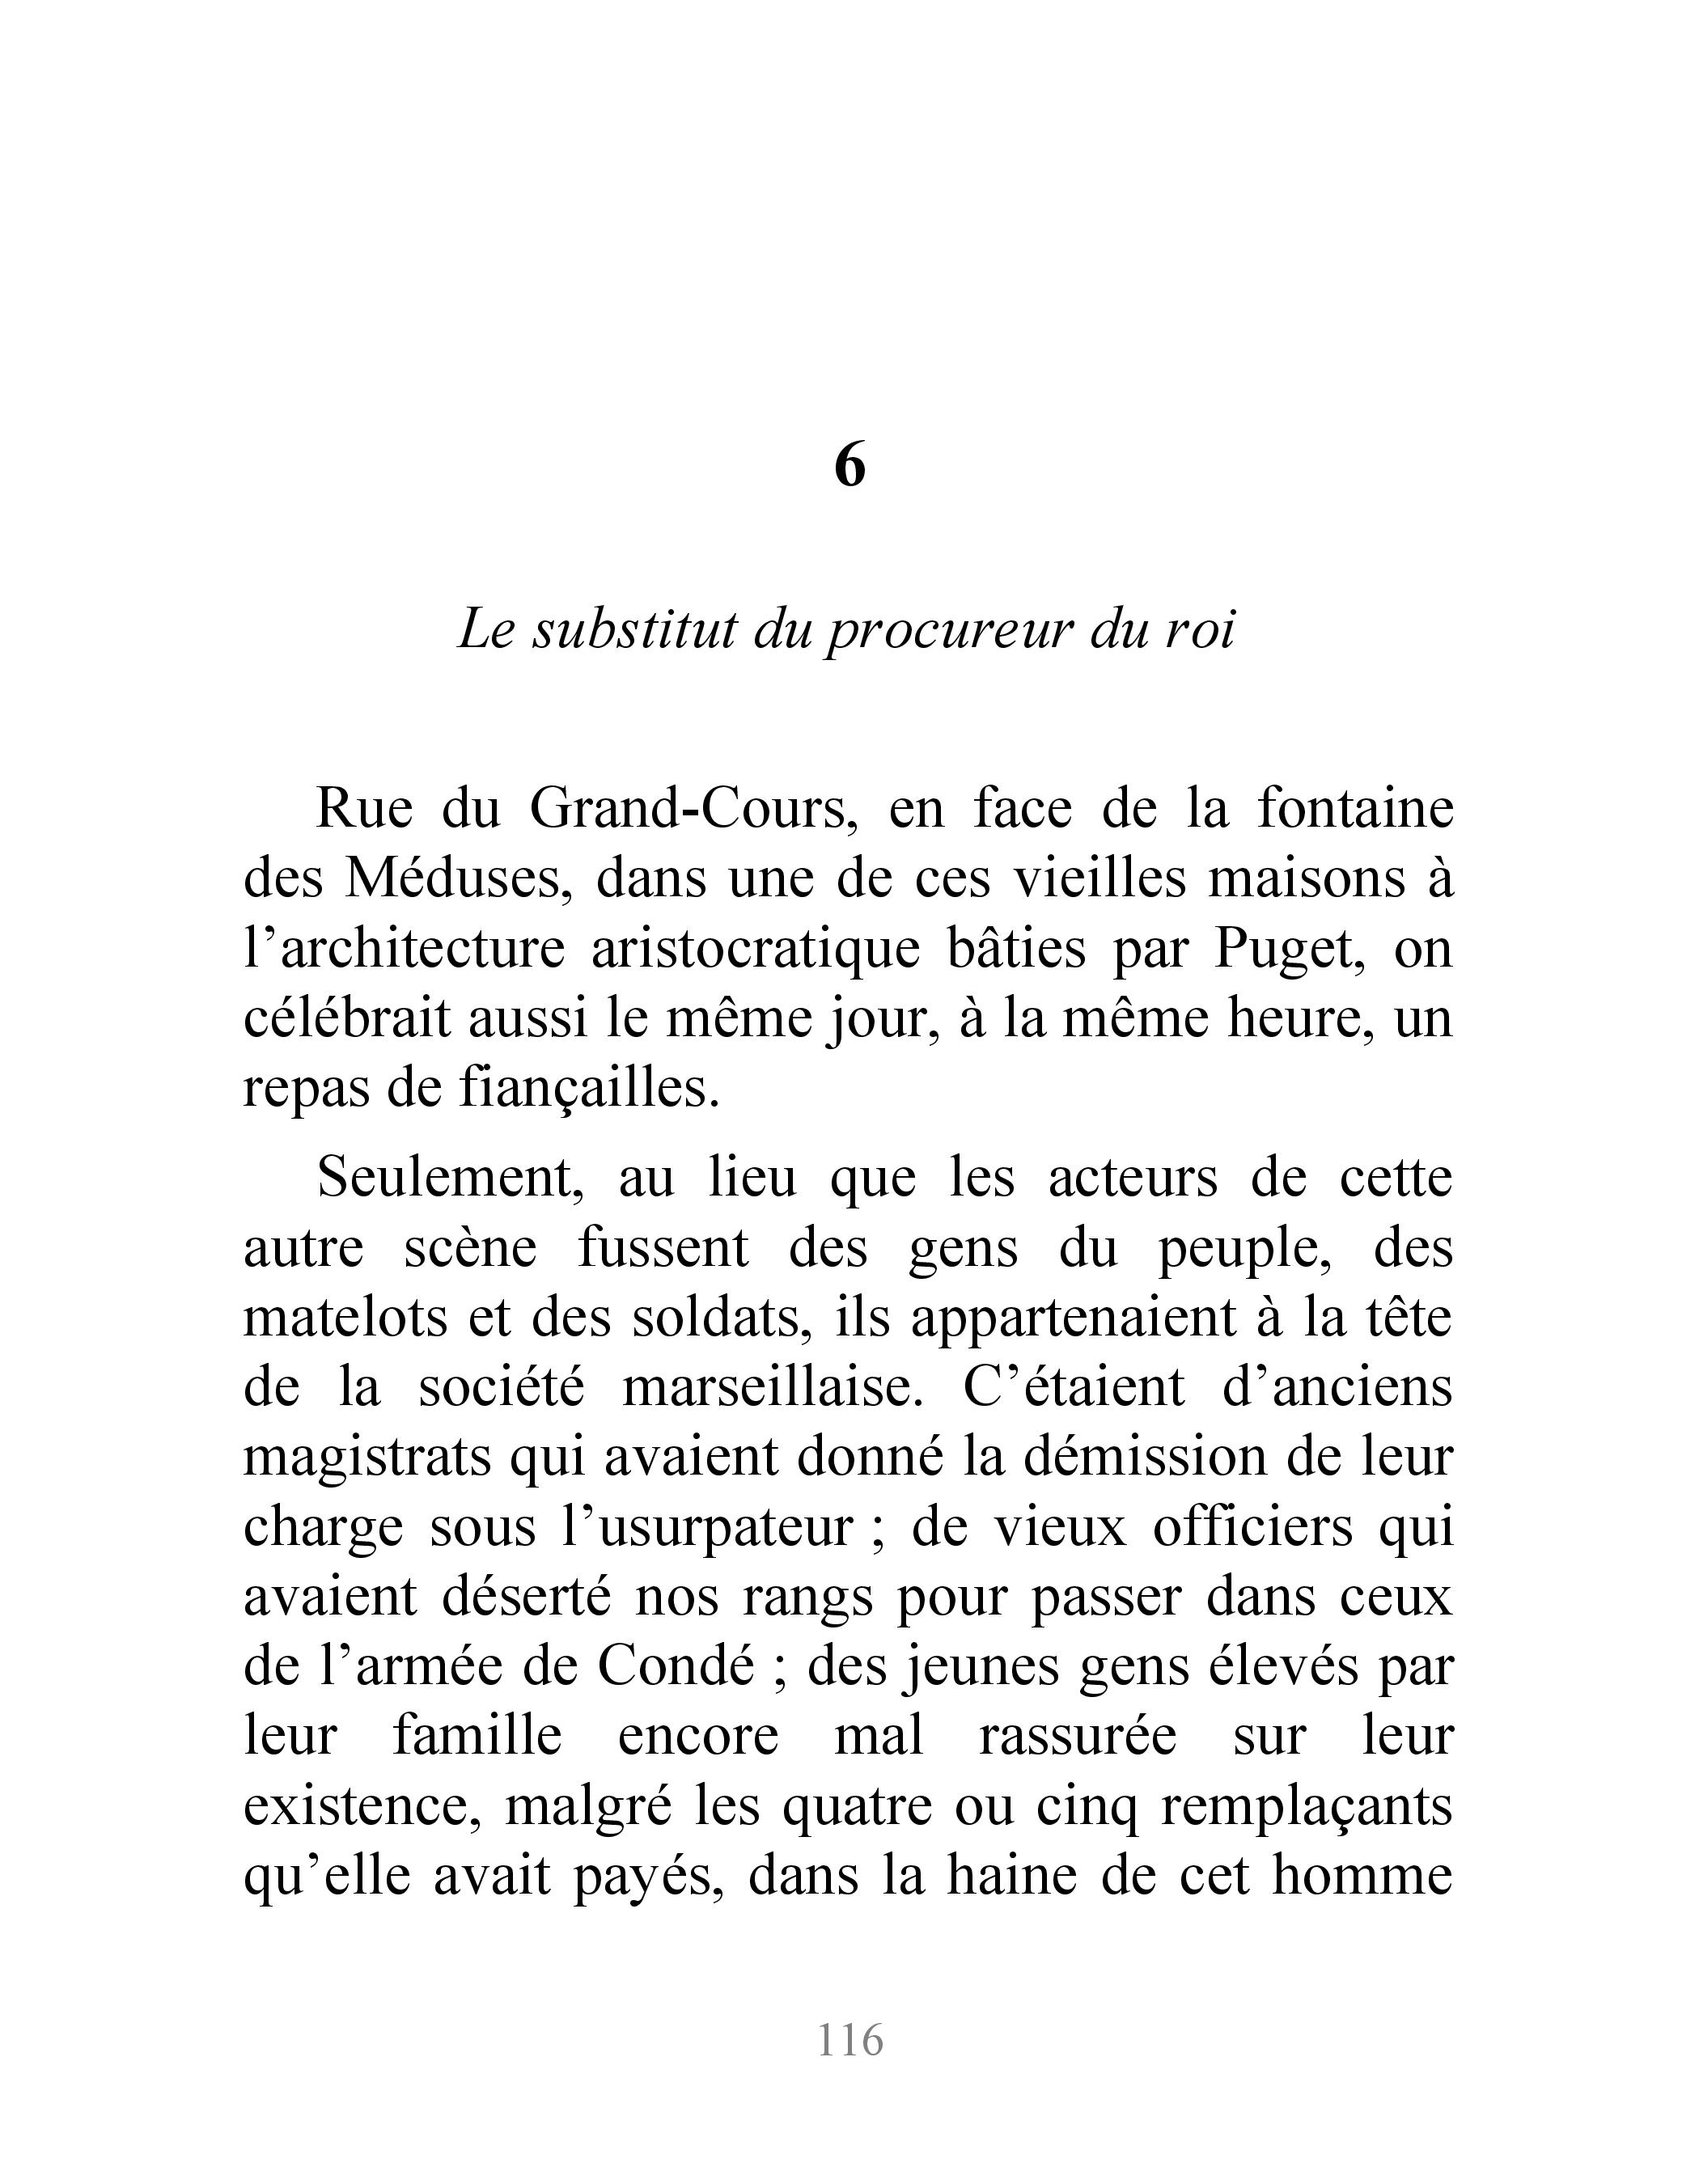 6
Le substitut du procureur du roi
Rue du Grand-Cours, en face de la fontaine
des Méduses, dans une de ces vieilles maisons à
l’architecture aristocratique bâties par Puget, on
célébrait aussi le même jour, à la même heure, un
repas de fiançailles.
Seulement, au lieu que les acteurs de cette
autre scène fussent des gens du peuple, des
matelots et des soldats, ils appartenaient à la tête
de la société marseillaise. C’étaient d’anciens
magistrats qui avaient donné la démission de leur
charge sous l’usurpateur ; de vieux officiers qui
avaient déserté nos rangs pour passer dans ceux
de l’armée de Condé ; des jeunes gens élevés par
leur famille encore mal rassurée sur leur
existence, malgré les quatre ou cinq remplaçants
qu’elle avait payés, dans la haine de cet homme
116